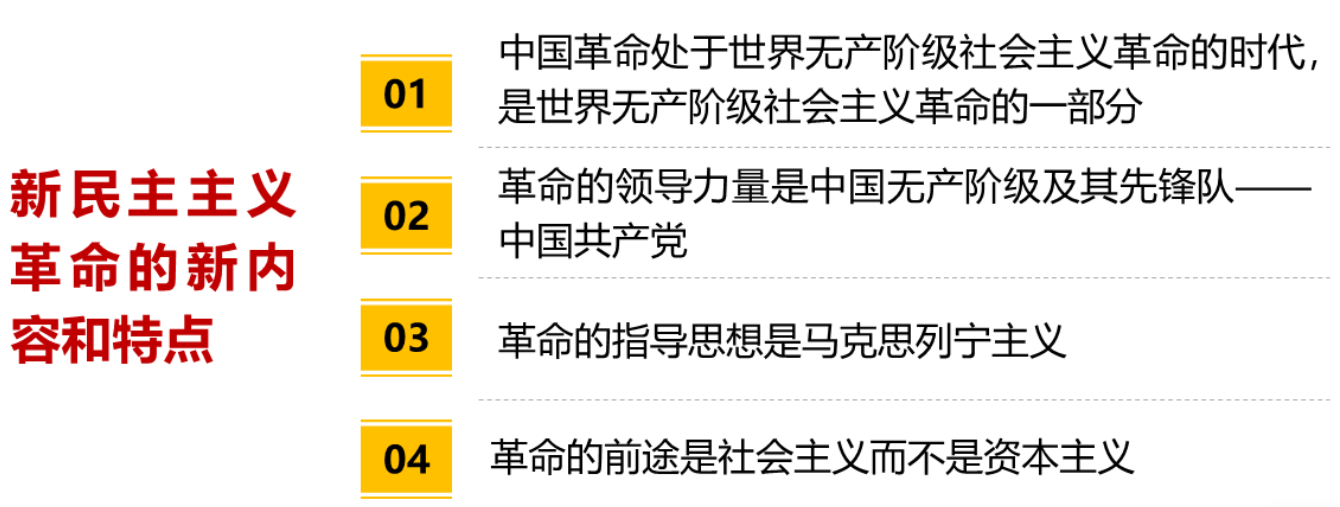 新民主主义
革命的新内
容和特点
01
中国革命处于世界无产阶级社会主义革命的时代，
是世界无产阶级社会主义革命的一部分
02
革命的领导力量是中国无产阶级及其先锋队——
中国共产党
03
革命的指导思想是马克思列宁主义
04
革命的前途是社会主义而不是资本主义